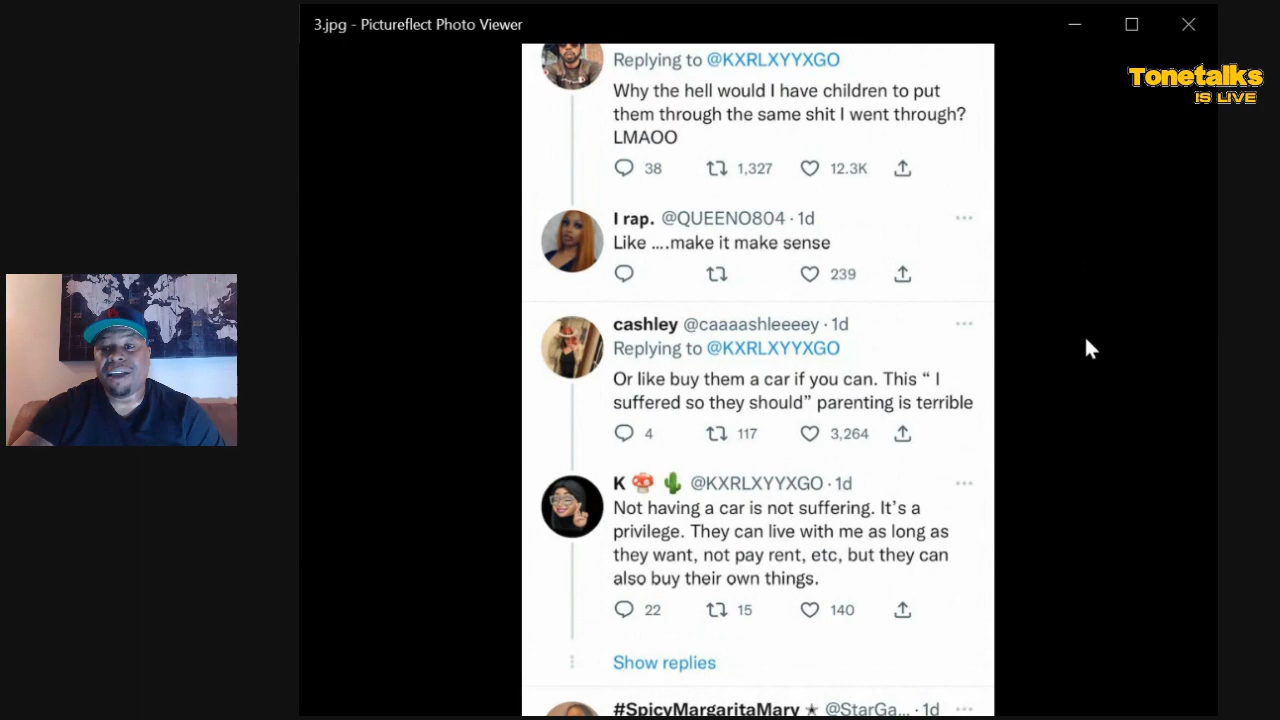 3.jpg - Pictureflect Photo Viewer
Tonetalks
IS LIVE
Replying to @KXRLXYYXGO
Why the hell would I have children to put
them through the same shit I went through?
LMAOO
38 1,327 12.3K
I rap. @QUEENO804 · 1d
Like ....make it make sense
239
cashley @caaaashleeeey · 1d
Replying to @KXRLXYYXGO
Or like buy them a car if you can. This “ I
suffered so they should” parenting is terrible
4 117 3,264
K 🍄 🌵 @KXRLXYYXGO · 1d
Not having a car is not suffering. It’s a
privilege. They can live with me as long as
they want, not pay rent, etc, but they can
also buy their own things.
22 15 140
Show replies
#SpicyMargaritaMary ★ @StarGa... · 1d